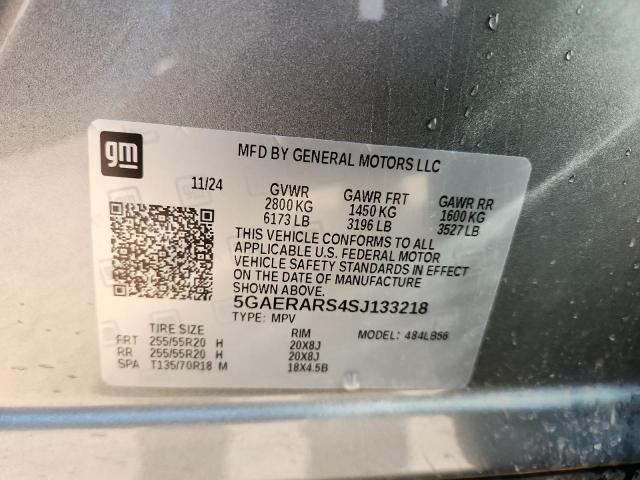 gm
MFD BY GENERAL MOTORS LLC
11/24 GVWR GAWR FRT GAWR RR
2800 KG 1450 KG 1600 KG
6173 LB 3196 LB 3527 LB
THIS VEHICLE CONFORMS TO ALL
APPLICABLE U.S. FEDERAL MOTOR
VEHICLE SAFETY STANDARDS IN EFFECT
ON THE DATE OF MANUFACTURE
SHOWN ABOVE.
5GAERARS4SJ133218
TYPE: MPV MODEL: 484LB56
TIRE SIZE RIM
FRT 255/55R20 H 20X8J
RR 255/55R20 H 20X8J
SPA T135/70R18 M 18X4.5B